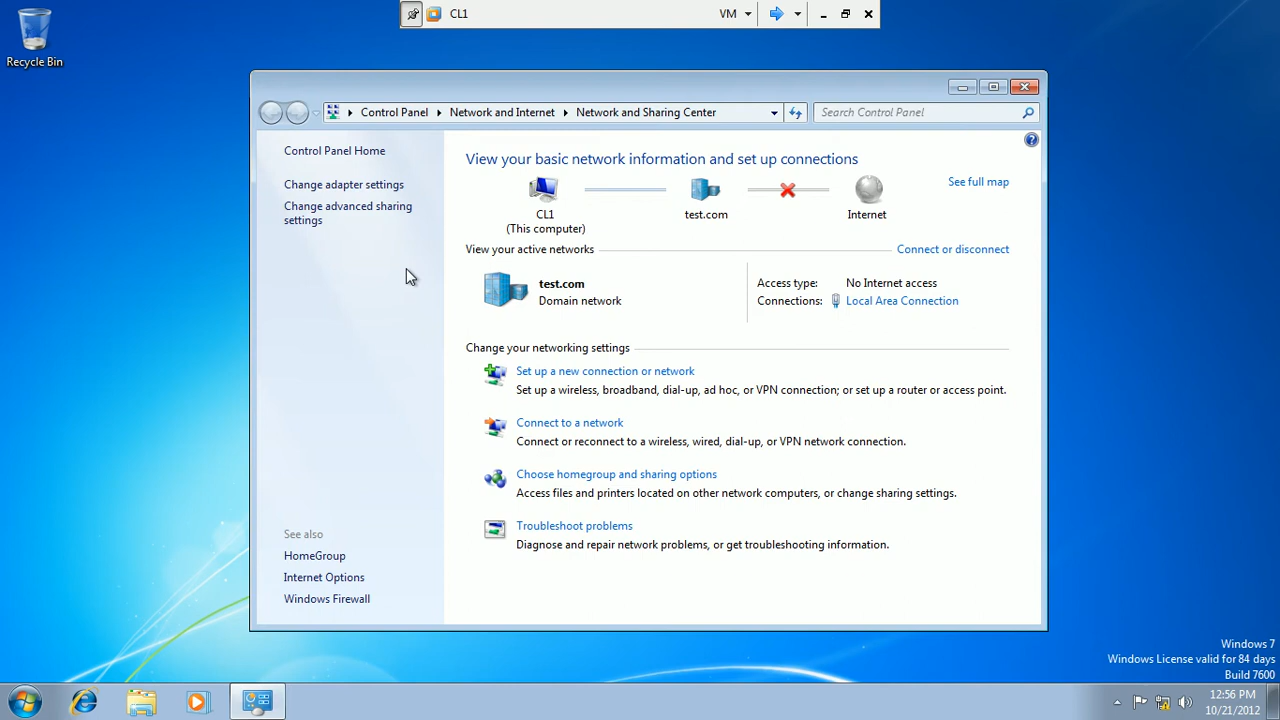 CL1
VM
Recycle Bin
Control Panel
Network and Internet
Network and Sharing Center
Search Control Panel
Control Panel Home
Change adapter settings
Change advanced sharing
settings
View your basic network information and set up connections
See full map
CL1
(This computer)
test.com
Internet
View your active networks
Connect or disconnect
test.com
Domain network
Access type:
No Internet access
Connections:
Local Area Connection
Change your networking settings
Set up a new connection or network
Set up a wireless, broadband, dial-up, ad hoc, or VPN connection; or set up a router or access point.
Connect to a network
Connect or reconnect to a wireless, wired, dial-up, or VPN network connection.
Choose homegroup and sharing options
Access files and printers located on other network computers, or change sharing settings.
Troubleshoot problems
Diagnose and repair network problems, or get troubleshooting information.
See also
HomeGroup
Internet Options
Windows Firewall
Windows 7
Windows License valid for 84 days
Build 7600
12:56 PM
10/21/2012